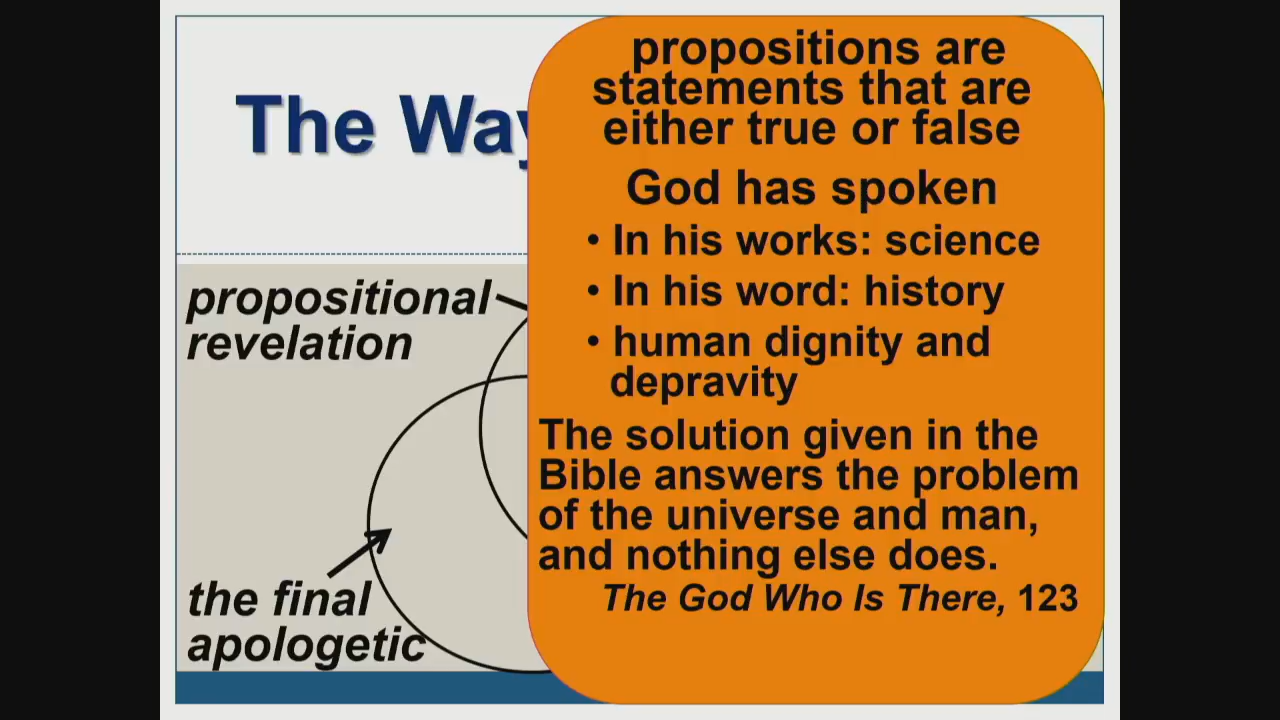 The Way
propositional
revelation
the final
apologetic
propositions are
statements that are
either true or false
God has spoken
• In his works: science
• In his word: history
• human dignity and
depravity
The solution given in the
Bible answers the problem
of the universe and man,
and nothing else does.
The God Who Is There, 123